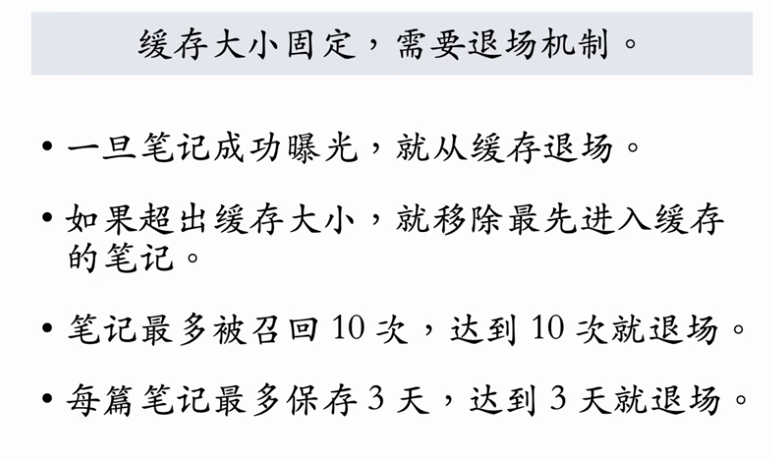 缓存大小固定，需要退场机制。
• 一旦笔记成功曝光，就从缓存退场。
• 如果超出缓存大小，就移除最先进入缓存
的笔记。
• 笔记最多被召回 10 次，达到 10 次就退场。
• 每篇笔记最多保存 3 天，达到 3 天就退场。